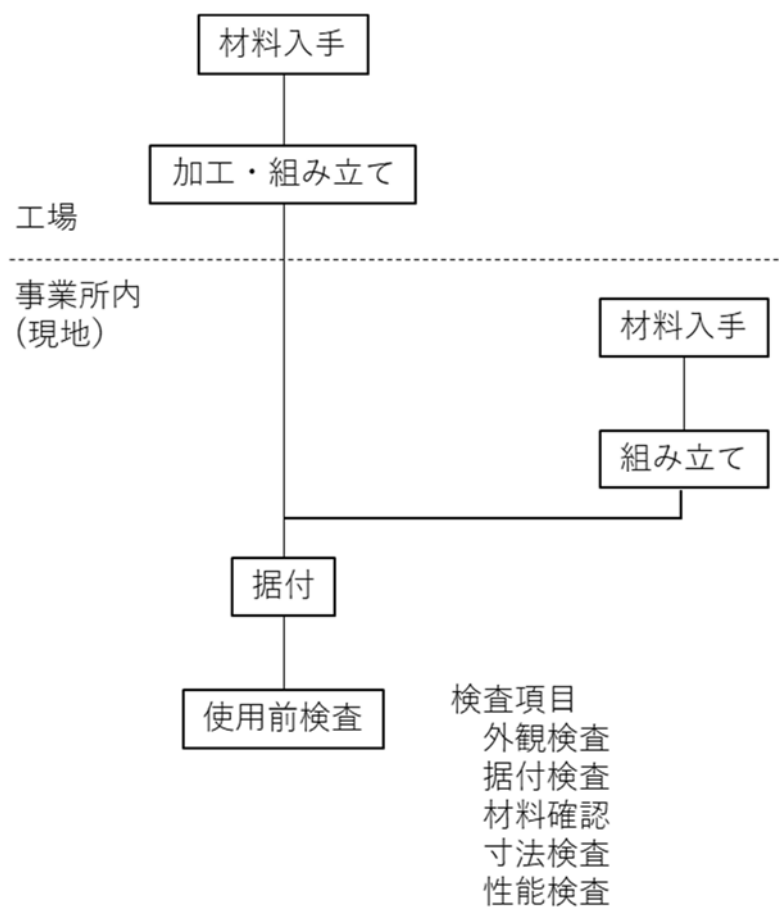 材料入手
加工・組み立て
工場
事業所内
(現地)
材料入手
組み立て
据付
使用前検査
検査項目
外観検査
据付検査
材料確認
寸法検査
性能検査